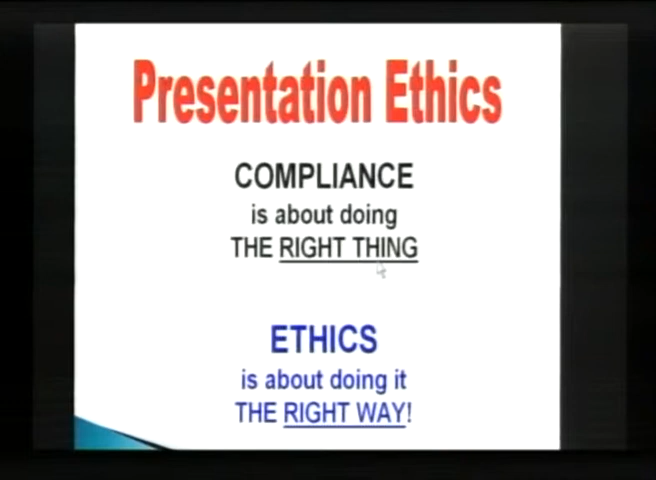 Presentation Ethics
COMPLIANCE
is about doing
THE RIGHT THING
ETHICS
is about doing it
THE RIGHT WAY!